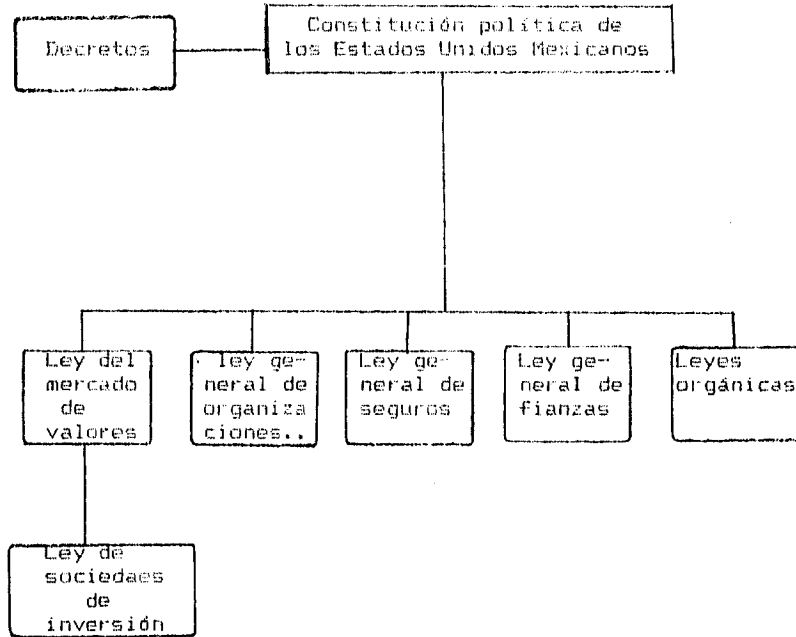 Decretos
Constitución política de
los Estados Unidos Mexicanos
Ley del
mercado
de
valores
ley ge-
neral de
organiza
ciones..
Ley ge-
neral de
seguros
Ley ge-
neral de
fianzas
Leyes
orgánicas
Ley de
sociedaes
de
inversión